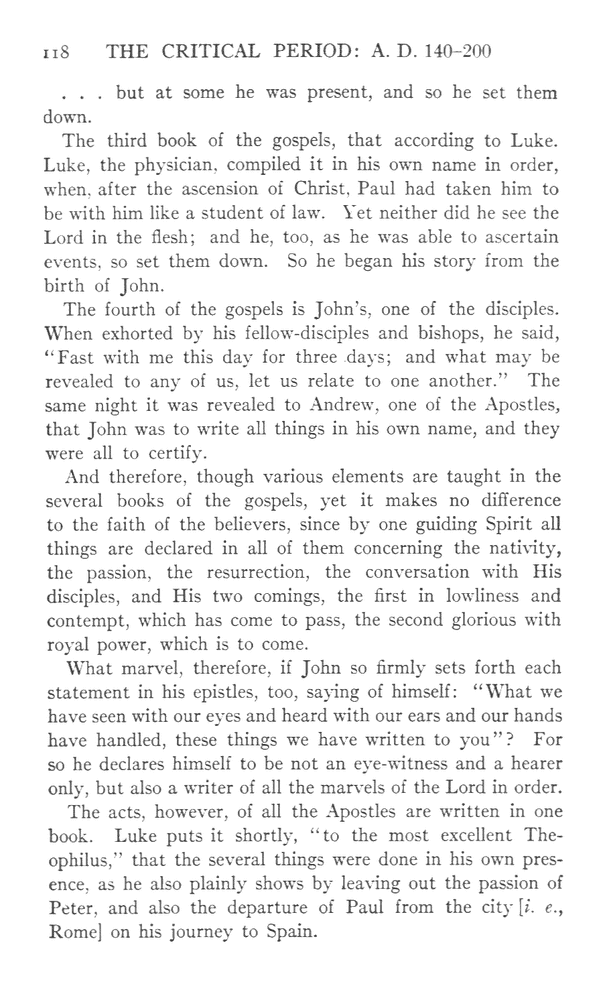 118 THE CRITICAL PERIOD: A. D. 140–200
. . . but at some he was present, and so he set them
down.
The third book of the gospels, that according to Luke.
Luke, the physician, compiled it in his own name in order,
when, after the ascension of Christ, Paul had taken him to
be with him like a student of law. Yet neither did he see the
Lord in the flesh; and he, too, as he was able to ascertain
events, so set them down. So he began his story from the
birth of John.
The fourth of the gospels is John's, one of the disciples.
When exhorted by his fellow-disciples and bishops, he said,
“Fast with me this day for three days; and what may be
revealed to any of us, let us relate to one another.” The
same night it was revealed to Andrew, one of the Apostles,
that John was to write all things in his own name, and they
were all to certify.
And therefore, though various elements are taught in the
several books of the gospels, yet it makes no difference
to the faith of the believers, since by one guiding Spirit all
things are declared in all of them concerning the nativity,
the passion, the resurrection, the conversation with His
disciples, and His two comings, the first in lowliness and
contempt, which has come to pass, the second glorious with
royal power, which is to come.
What marvel, therefore, if John so firmly sets forth each
statement in his epistles, too, saying of himself: “What we
have seen with our eyes and heard with our ears and our hands
have handled, these things we have written to you”? For
so he declares himself to be not an eye-witness and a hearer
only, but also a writer of all the marvels of the Lord in order.
The acts, however, of all the Apostles are written in one
book. Luke puts it shortly, “to the most excellent The-
ophilus,” that the several things were done in his own pres-
ence, as he also plainly shows by leaving out the passion of
Peter, and also the departure of Paul from the city [i. e.,
Rome] on his journey to Spain.